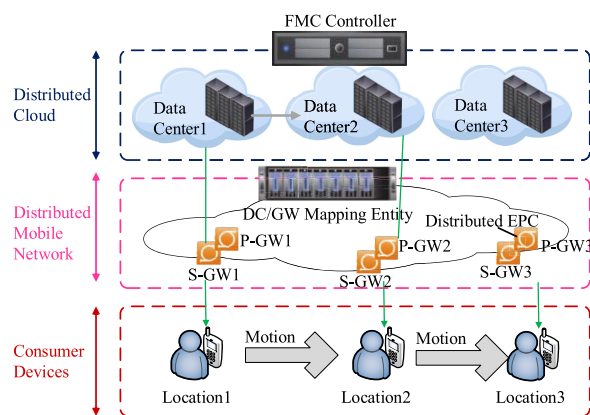 FMC Controller
Distributed
Cloud
Data
Center1
Data
Center2
Data
Center3
DC/GW Mapping Entity
Distributed
Mobile
Network
Distributed EPC
P-GW1
P-GW2
P-GW3
S-GW1
S-GW2
S-GW3
Consumer
Devices
Motion
Motion
Location1
Location2
Location3